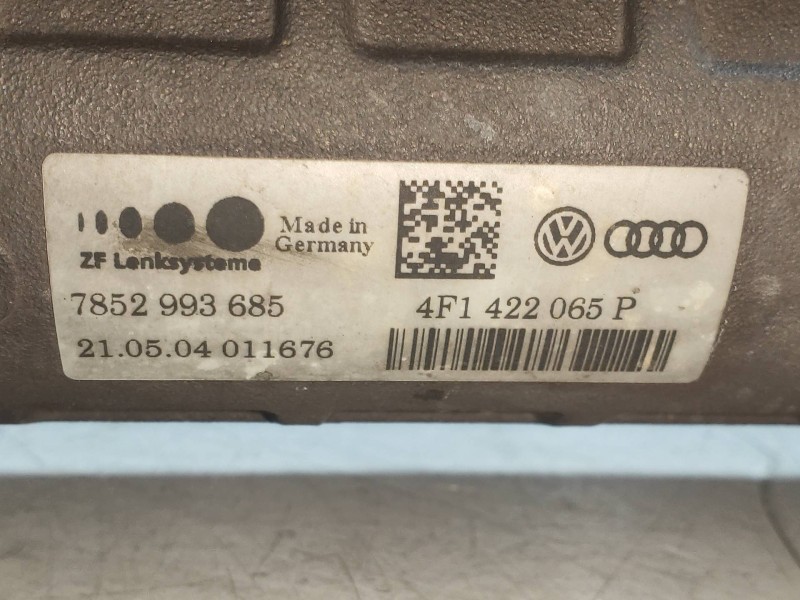 Made in
Germany
ZF Lenksysteme
7852 993 685
4F1 422 065 P
21.05.04 011676